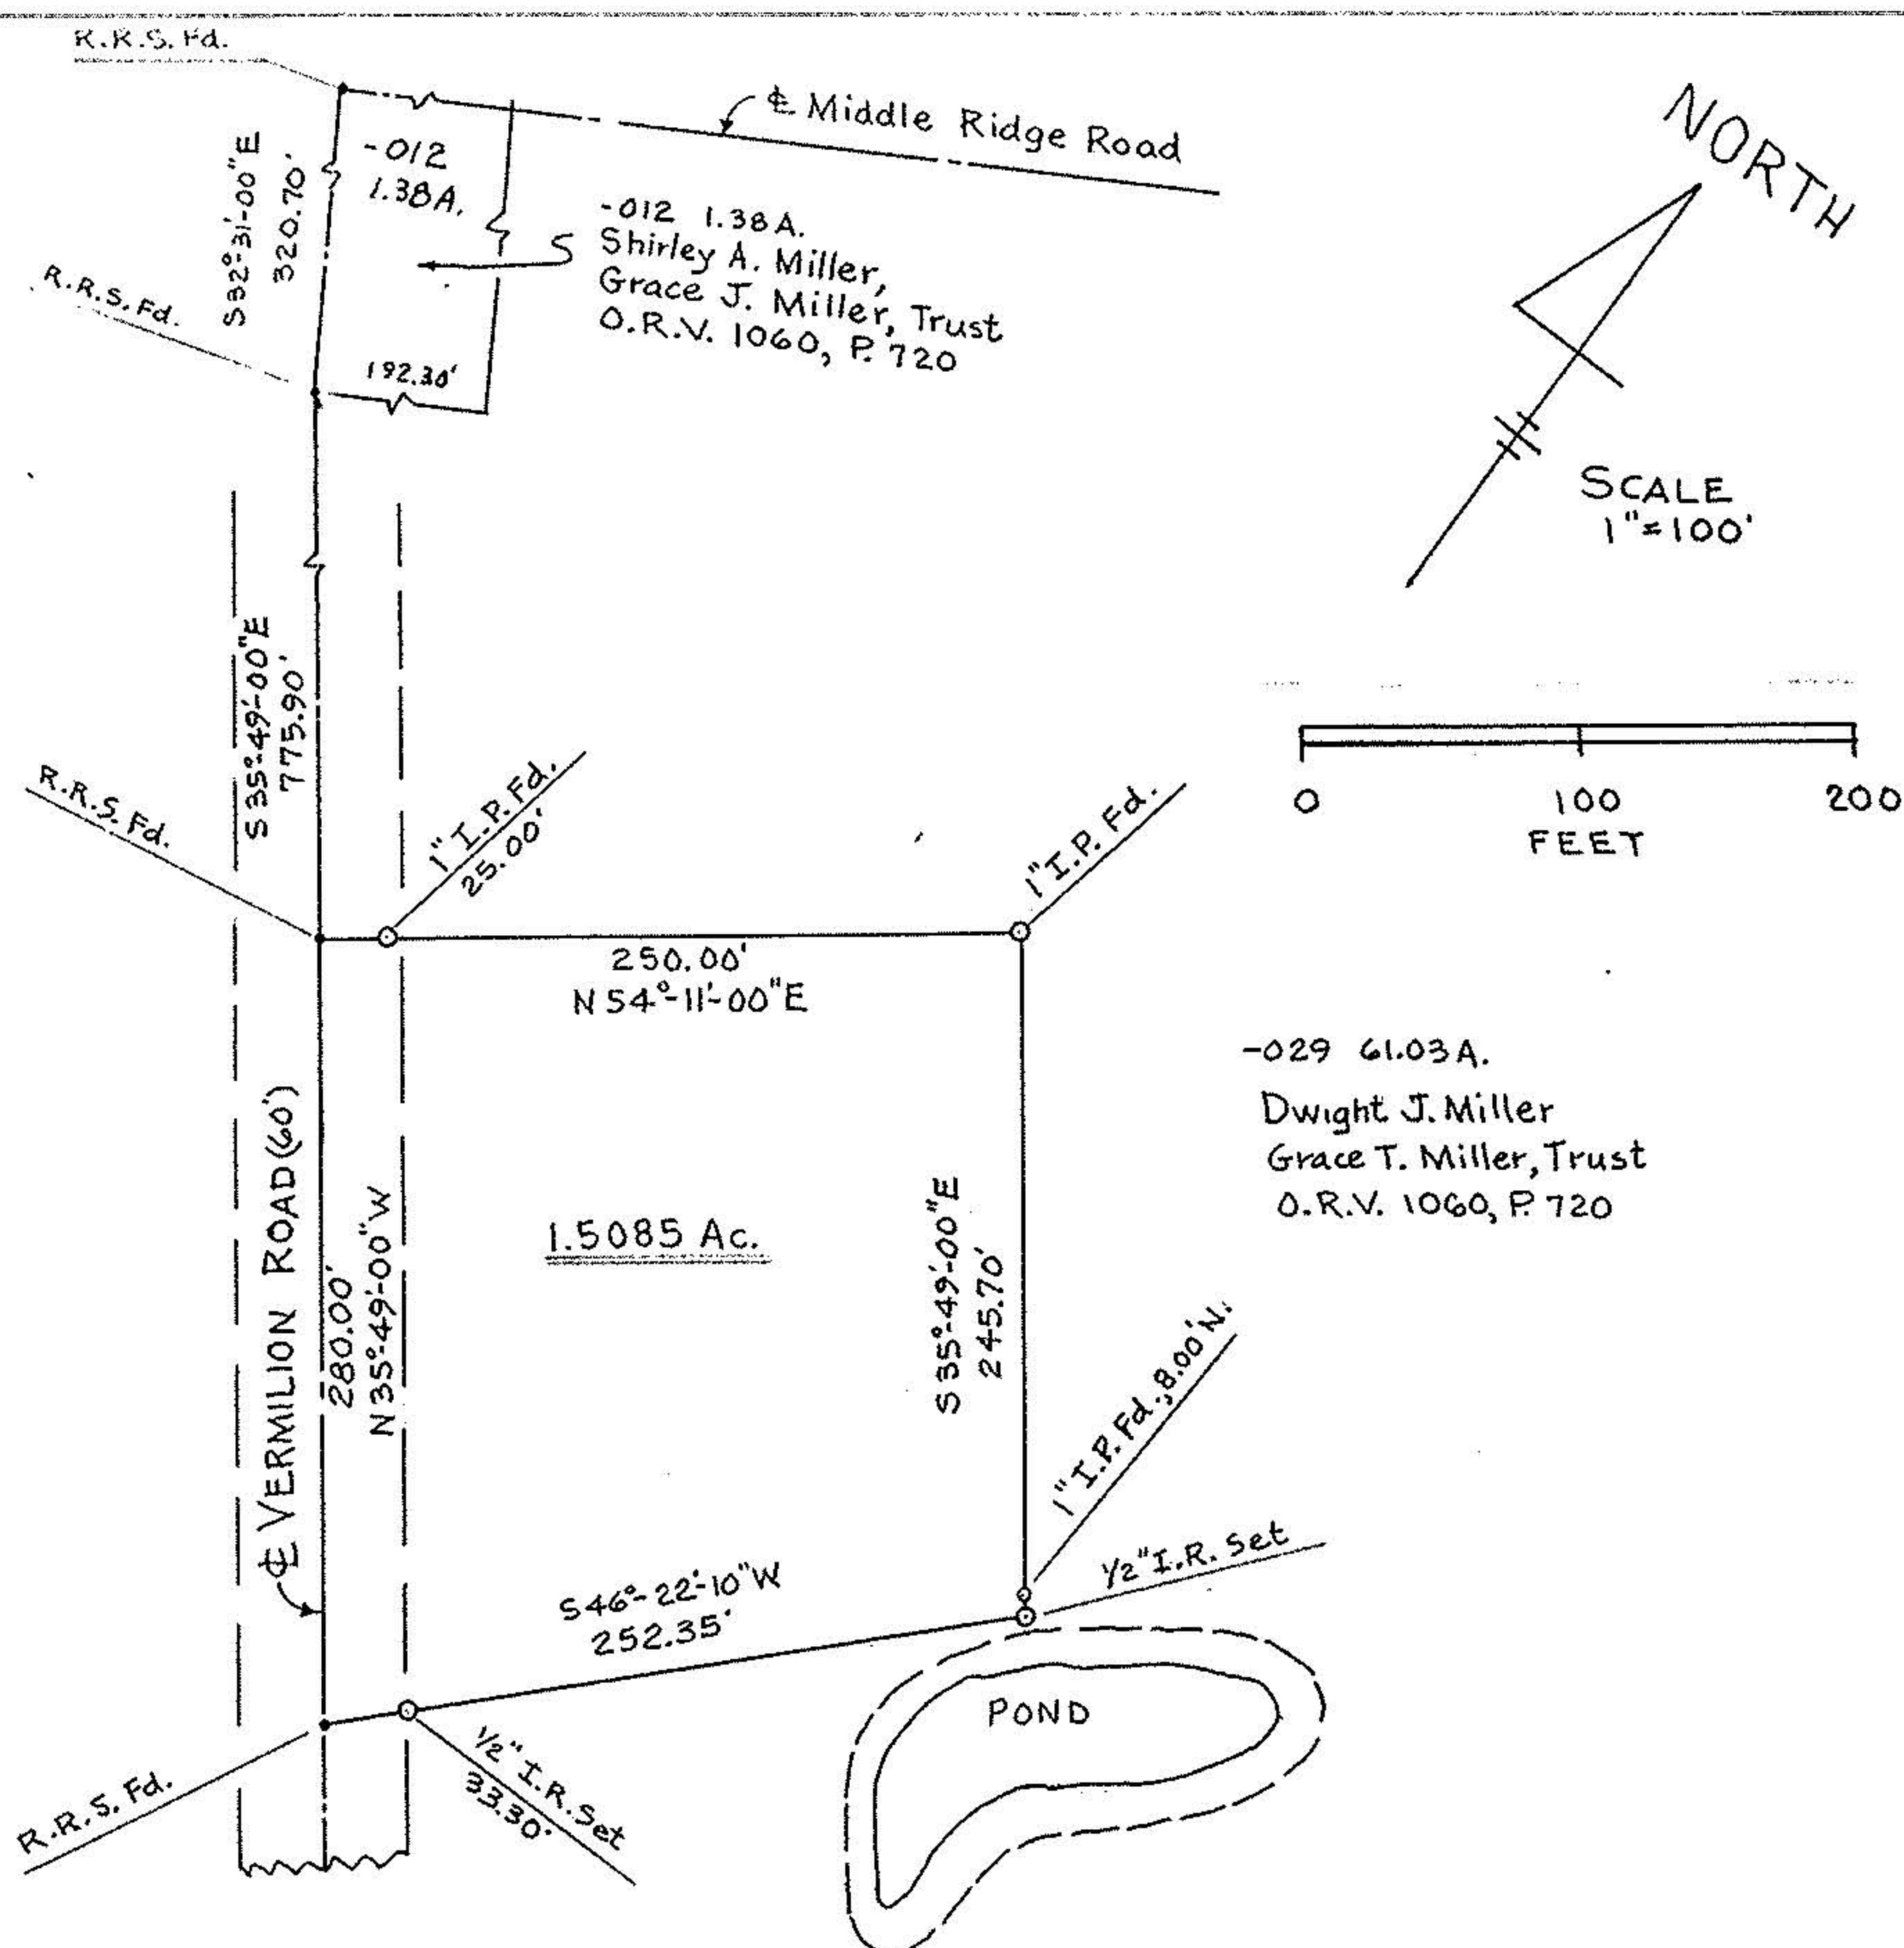 R.R.S. Fd.
℄ Middle Ridge Road
NORTH
S32°-31'-00"E
320.70'
-012
1.38A.
-012 1.38A.
Shirley A. Miller,
Grace J. Miller, Trust
O.R.V. 1060, P. 720
R.R.S. Fd.
192.30'
SCALE
1"=100'
S35°-49'-00"E
775.90'
0 100 200
FEET
R.R.S. Fd.
1" I.P. Fd.
25.00'
1" I.P. Fd.
250.00'
N54°-11'-00"E
-029 61.03A.
Dwight J. Miller
Grace T. Miller, Trust
O.R.V. 1060, P. 720
℄ VERMILION ROAD (60')
280.00'
N35°-49'-00"W
1.5085 Ac.
S35°-49'-00"E
245.70'
1" I.P. Fd., 8.00'N.
1/2" I.R. Set
S46°-22'-10"W
252.35'
POND
R.R.S. Fd.
1/2" I.R. Set
33.30'